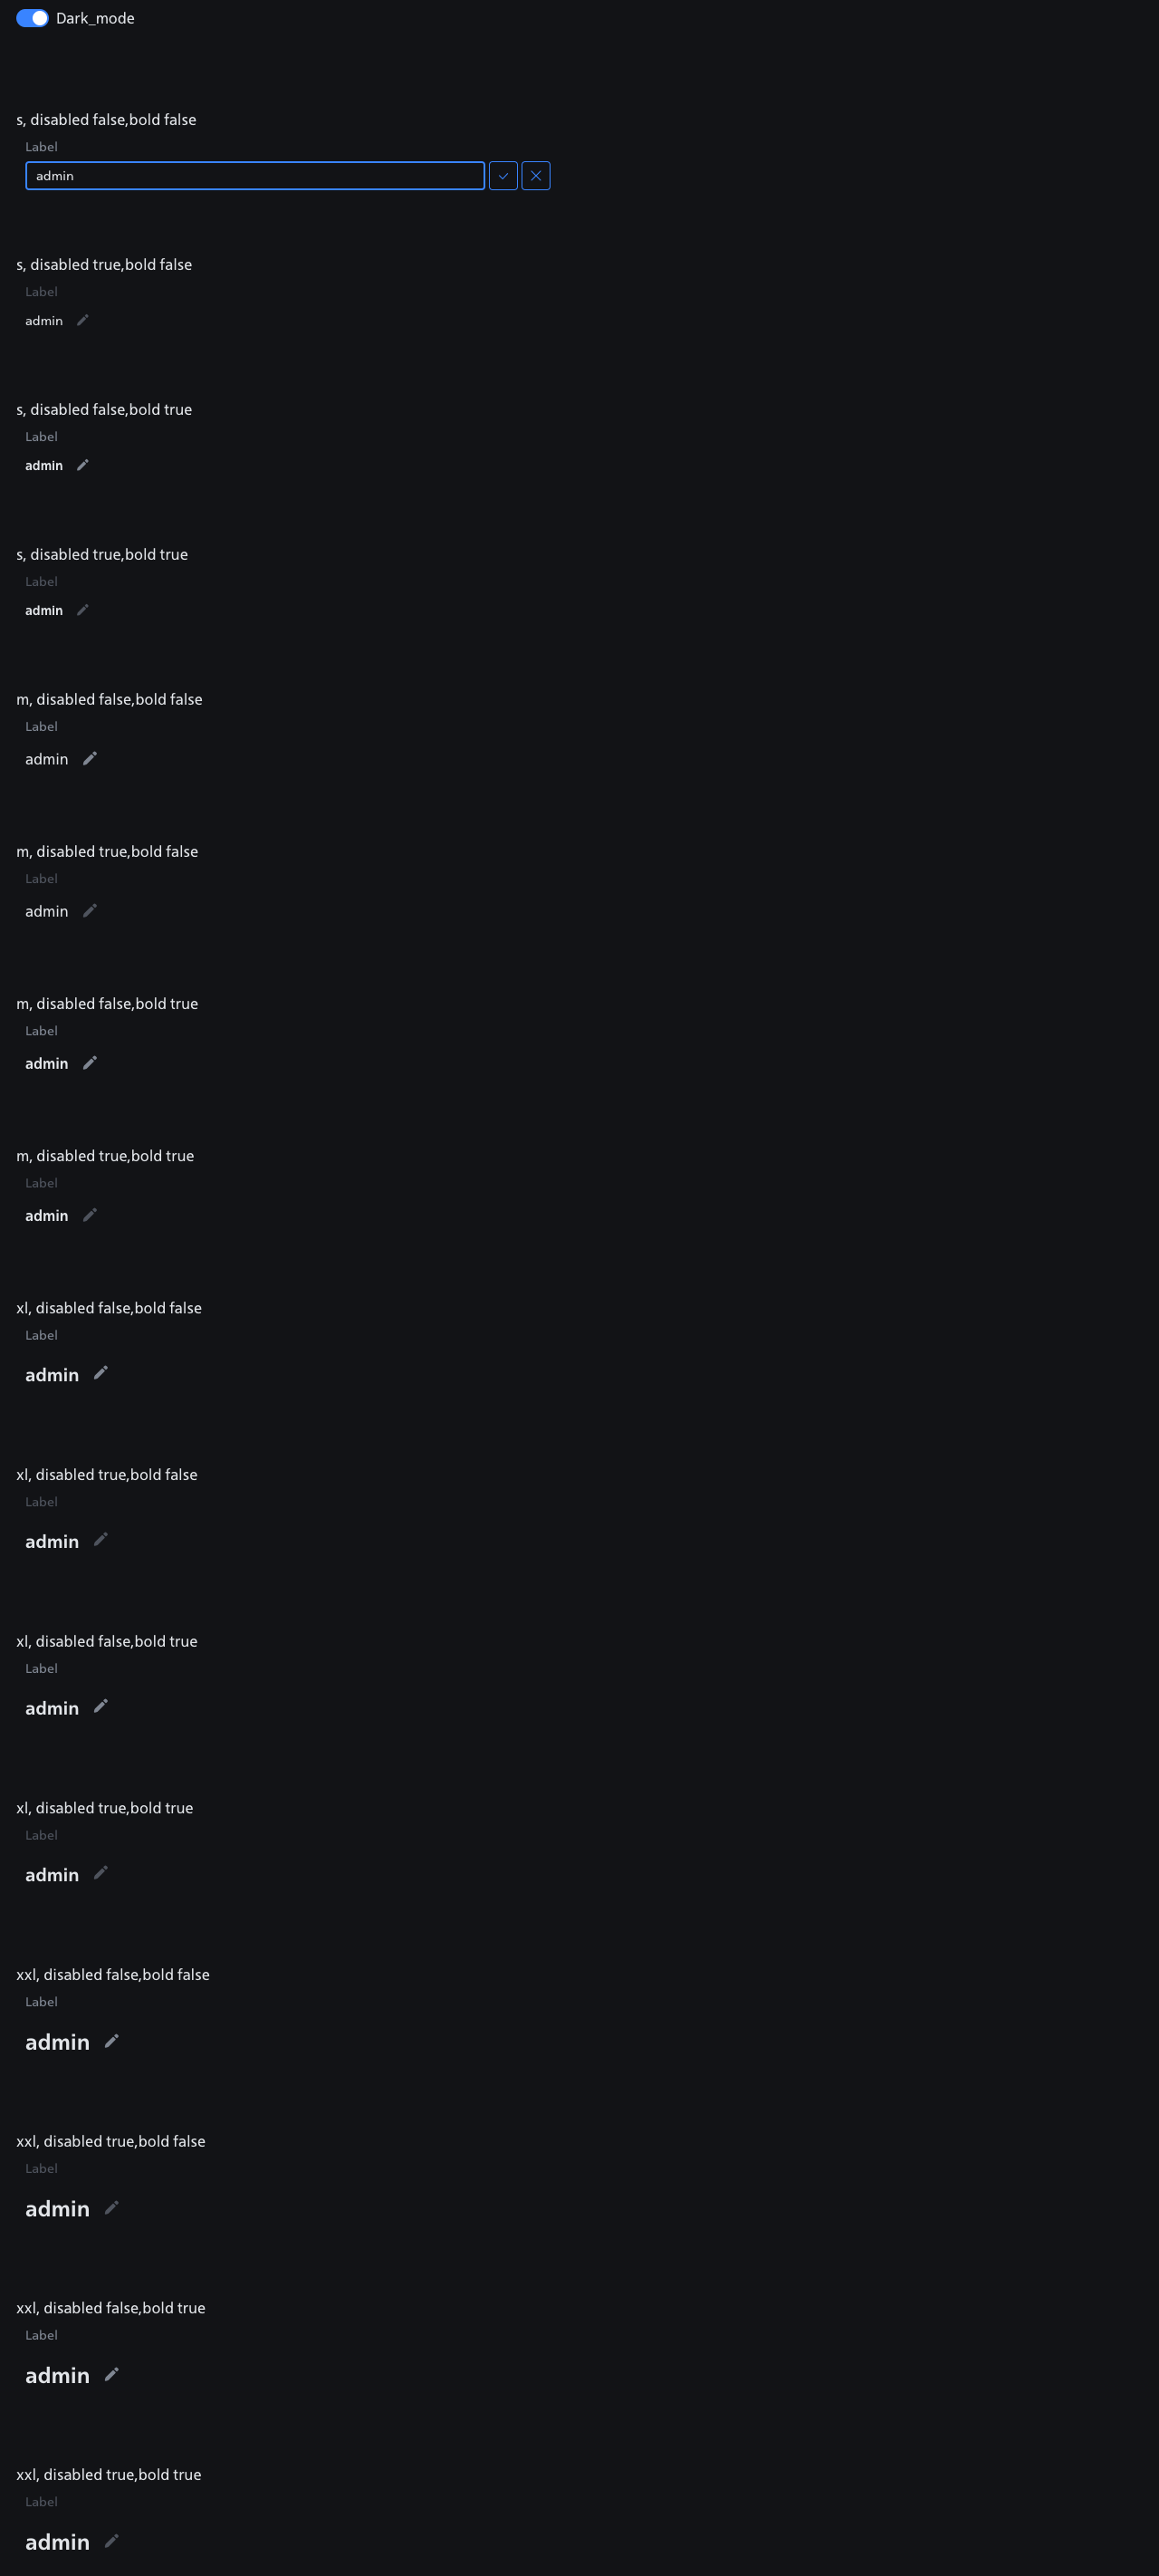 Dark_mode
s, disabled false,bold false
Label
admin
s, disabled true,bold false
Label
admin
s, disabled false,bold true
Label
admin
s, disabled true,bold true
Label
admin
m, disabled false,bold false
Label
admin
m, disabled true,bold false
Label
admin
m, disabled false,bold true
Label
admin
m, disabled true,bold true
Label
admin
xl, disabled false,bold false
Label
admin
xl, disabled true,bold false
Label
admin
xl, disabled false,bold true
Label
admin
xl, disabled true,bold true
Label
admin
xxl, disabled false,bold false
Label
admin
xxl, disabled true,bold false
Label
admin
xxl, disabled false,bold true
Label
admin
xxl, disabled true,bold true
Label
admin